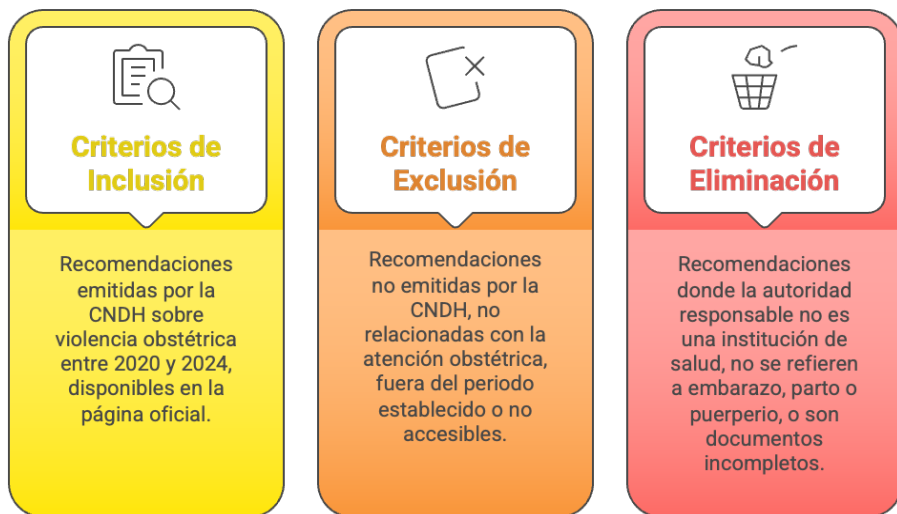 Criterios de
Inclusión
Recomendaciones
emitidas por la
CNDH sobre
violencia obstétrica
entre 2020 y 2024,
disponibles en la
página oficial.
Criterios de
Exclusión
Recomendaciones
no emitidas por la
CNDH, no
relacionadas con la
atención obstétrica,
fuera del periodo
establecido o no
accesibles.
Criterios de
Eliminación
Recomendaciones
donde la autoridad
responsable no es
una institución de
salud, no se refieren
a embarazo, parto o
puerperio, o son
documentos
incompletos.